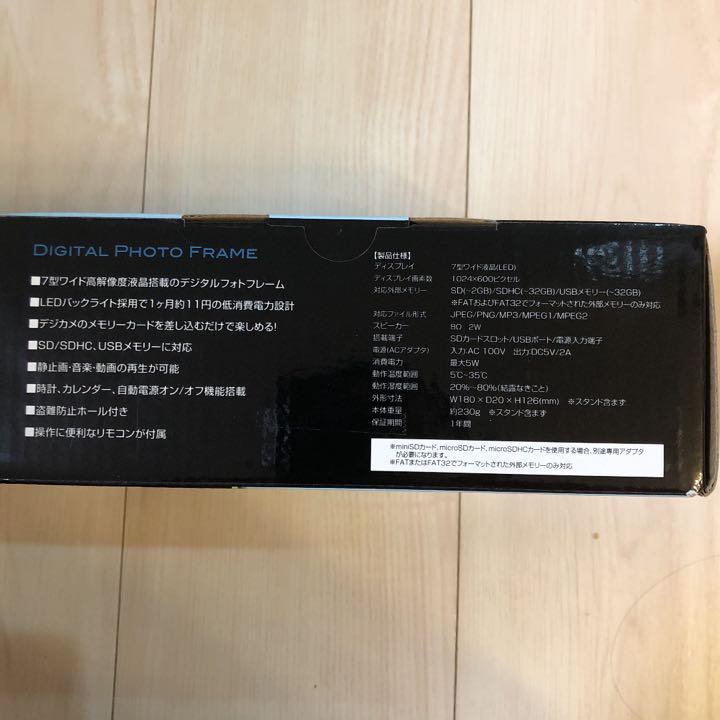 DIGITAL PHOTO FRAME
■7型ワイド高解像度液晶搭載のデジタルフォトフレーム
■LEDバックライト採用で1ヶ月約11円の低消費電力設計
■デジカメのメモリーカードを差し込むだけで楽しめる!
■SD/SDHC、USBメモリーに対応
■静止画・音楽・動画の再生が可能
■時計、カレンダー、自動電源オン/オフ機能搭載
■盗難防止ホール付き
■操作に便利なリモコンが付属
【製品仕様】
ディスプレイ 7型ワイド液晶(LED)
ディスプレイ画素数 1024×600ピクセル
対応外部メモリー SD(~2GB)/SDHC(~32GB)/USBメモリー(~32GB)
※FATおよびFAT32でフォーマットされた外部メモリーのみ対応
対応ファイル形式 JPEG/PNG/MP3/MPEG1/MPEG2
スピーカー 8Ω 2W
搭載端子 SDカードスロット/USBポート/電源入力端子
電源(ACアダプタ) 入力:AC 100V 出力:DC5V/2A
消費電力 最大5W
動作温度範囲 5℃~35℃
動作湿度範囲 20%~80%(結露なきこと)
外形寸法 W180×D20×H126(mm) ※スタンド含まず
本体重量 約230g ※スタンド含まず
保証期間 1年間
※miniSDカード、microSDカード、microSDHCカードを使用する場合、別途専用アダプタ
が必要になります。
※FATまたはFAT32でフォーマットされた外部メモリーのみ対応